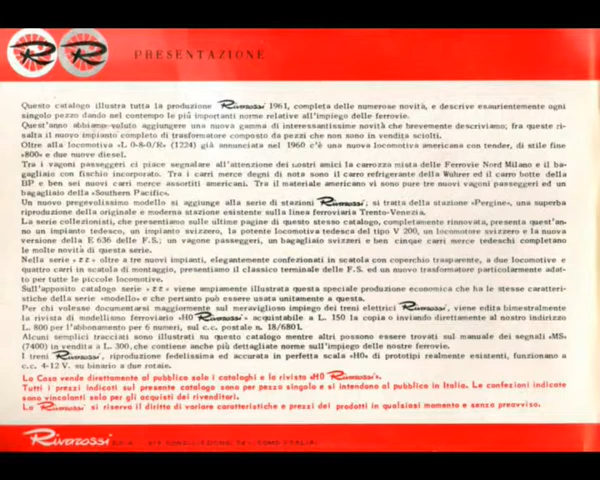 PRESENTAZIONE
Questo catalogo illustra tutta la produzione Rivarossi 1961, completa delle numerose novità, e descrive esaurientemente ogni
singolo pezzo dando nel contempo le più importanti norme relative all'impiego delle ferrovie.
Quest'anno abbiamo voluto aggiungere una nuova gamma di interessantissime novità che brevemente descriviamo; fra queste ri-
salta il nuovo impianto completo di trasformatore composto da pezzi che non sono in vendita sciolti.
Oltre alla locomotiva «L 0-8-0/R» (1224) già annunciata nel 1960 c'è una nuova locomotiva americana con tender, di stile fine
«800» e due nuove diesel.
Tra i vagoni passeggeri ci piace segnalare all'attenzione dei nostri amici la carrozza mista delle Ferrovie Nord Milano e il ba-
gagliaio con fischio incorporato. Tra i carri merce degni di nota sono il carro refrigerante della Wührer ed il carro botte della
BP e ben sei nuovi carri merce assortiti americani. Tra il materiale americano vi sono pure tre nuovi vagoni passeggeri ed un
bagagliaio della «Southern Pacific».
Un nuovo pregevolissimo modello si aggiunge alla serie di stazioni Rivarossi; si tratta della stazione «Pergine», una superba
riproduzione della originale e moderna stazione esistente sulla linea ferroviaria Trento-Venezia.
La serie collezionisti, che presentiamo sulle ultime pagine di questo stesso catalogo, completamente rinnovata, presenta quest'an-
no un impianto tedesco, un impianto svizzero, la potente locomotiva tedesca del tipo V 200, un locomotore svizzero e la nuova
versione della E 636 delle F.S.; un vagone passeggeri, un bagagliaio svizzeri e ben cinque carri merce tedeschi completano
le molte novità di questa serie.
Nella serie « rr » oltre a tre nuovi impianti, elegantemente confezionati in scatola con coperchio trasparente, a due locomotive e
quattro carri in scatola di montaggio, presentiamo il classico terminale delle F.S. ed un nuovo trasformatore particolarmente adat-
to per tutte le piccole locomotive.
Sull'apposito catalogo serie « rr » viene ampiamente illustrata questa speciale produzione economica che ha le stesse caratteri-
stiche della serie «modello» e che pertanto può essere usata unitamente a questa.
Per chi volesse documentarsi maggiormente sul meraviglioso impiego dei treni elettrici Rivarossi, viene edita bimestralmente
la rivista di modellismo ferroviario «H0 Rivarossi» acquistabile a L. 150 la copia o inviando direttamente al nostro indirizzo
L. 800 per l'abbonamento per 6 numeri, sul c.c. postale n. 18/6801.
Alcuni semplici tracciati sono illustrati su questo catalogo mentre altri possono essere trovati sul manuale dei segnali «MS»
(7400) in vendita a L. 300, che contiene anche più dettagliate norme sull'impiego delle nostre ferrovie.
I treni Rivarossi, riproduzione fedelissima ed accurata in perfetta scala «H0» di prototipi realmente esistenti, funzionano a
c.c. 4-12 V. su binario a due rotaie.
La Casa vende direttamente al pubblico solo i cataloghi e la rivista «H0 Rivarossi».
Tutti i prezzi indicati sul presente catalogo sono per pezzo singolo e si intendono al pubblico in Italia. Le confezioni indicate
sono vincolanti solo per gli acquisti dei rivenditori.
La Rivarossi si riserva il diritto di variare caratteristiche e prezzi dei prodotti in qualsiasi momento e senza preavviso.
Rivarossi